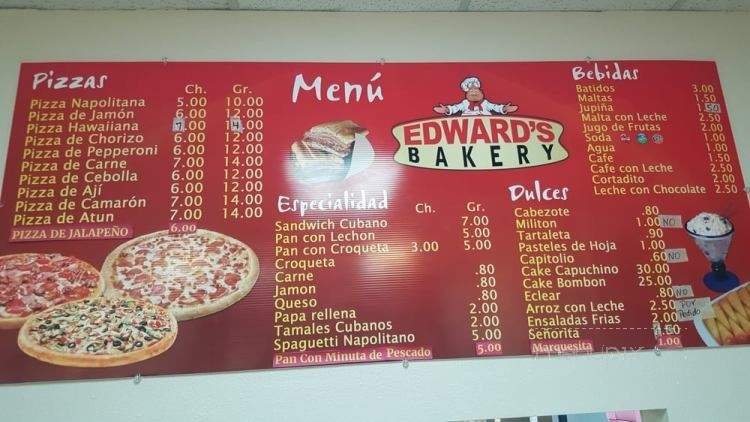 Pizzas
Ch. Gr.
Pizza Napolitana 5.00 10.00
Pizza de Jamón 6.00 12.00
Pizza Hawaiiana .00 1 .00
Pizza de Chorizo 6.00 12.00
Pizza de Pepperoni 6.00 12.00
Pizza de Carne 7.00 14.00
Pizza de Cebolla 6.00 12.00
Pizza de Ají 6.00 12.00
Pizza de Camarón 7.00 14.00
Pizza de Atun 7.00 14.00
PIZZA DE JALAPEÑO 6.00
Menú
EDWARD'S
BAKERY
Especialidad Ch. Gr.
Sandwich Cubano 7.00
Pan con Lechon 5.00
Pan con Croqueta 3.00 5.00
Croqueta
Carne .80
Jamon .80
Queso .80
Papa rellena 2.00
Tamales Cubanos 2.00
Spaguetti Napolitano 5.00
Pan Con Minuta de Pescado 5.00
Bebidas
Batidos 3.00
Maltas 1.50
Jupiña .50
Malta con Leche 2.50
Jugo de Frutas 2.00
Soda 1.00
Agua 1.00
Cafe 1.50
Cafe con Leche 2.50
Cortadito 2.00
Leche con Chocolate 2.50
Dulces
Cabezote .80
Militon 1.00 NO
Tartaleta .90
Pasteles de Hoja 1.00
Capitolio .60 NO
Cake Capuchino 30.00
Cake Bombon 25.00
Eclear .80 NO
Arroz con Leche 2.50 Por Pedido
Ensaladas Frias 2.00
Señorita 1.50
Marquesita 1.00